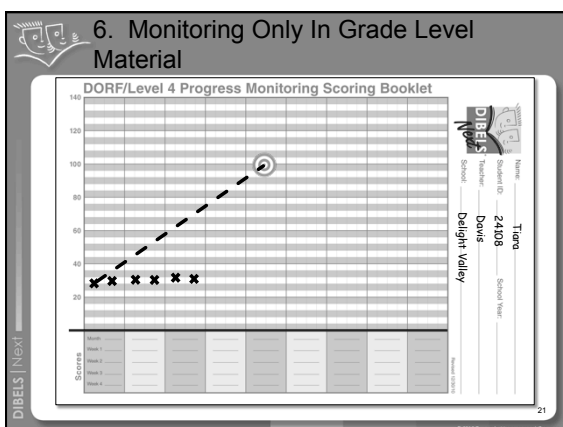 6. Monitoring Only In Grade Level
Material
DORF/Level 4 Progress Monitoring Scoring Booklet
140
120
100
80
60
40
20
Scores
Month
Week 1
Week 2
Week 3
Week 4
DIBELS
Next
Name: Tiara
Student ID: 24108 School Year:
Teacher: Davis
School: Delight Valley
DIBELS | Next
21